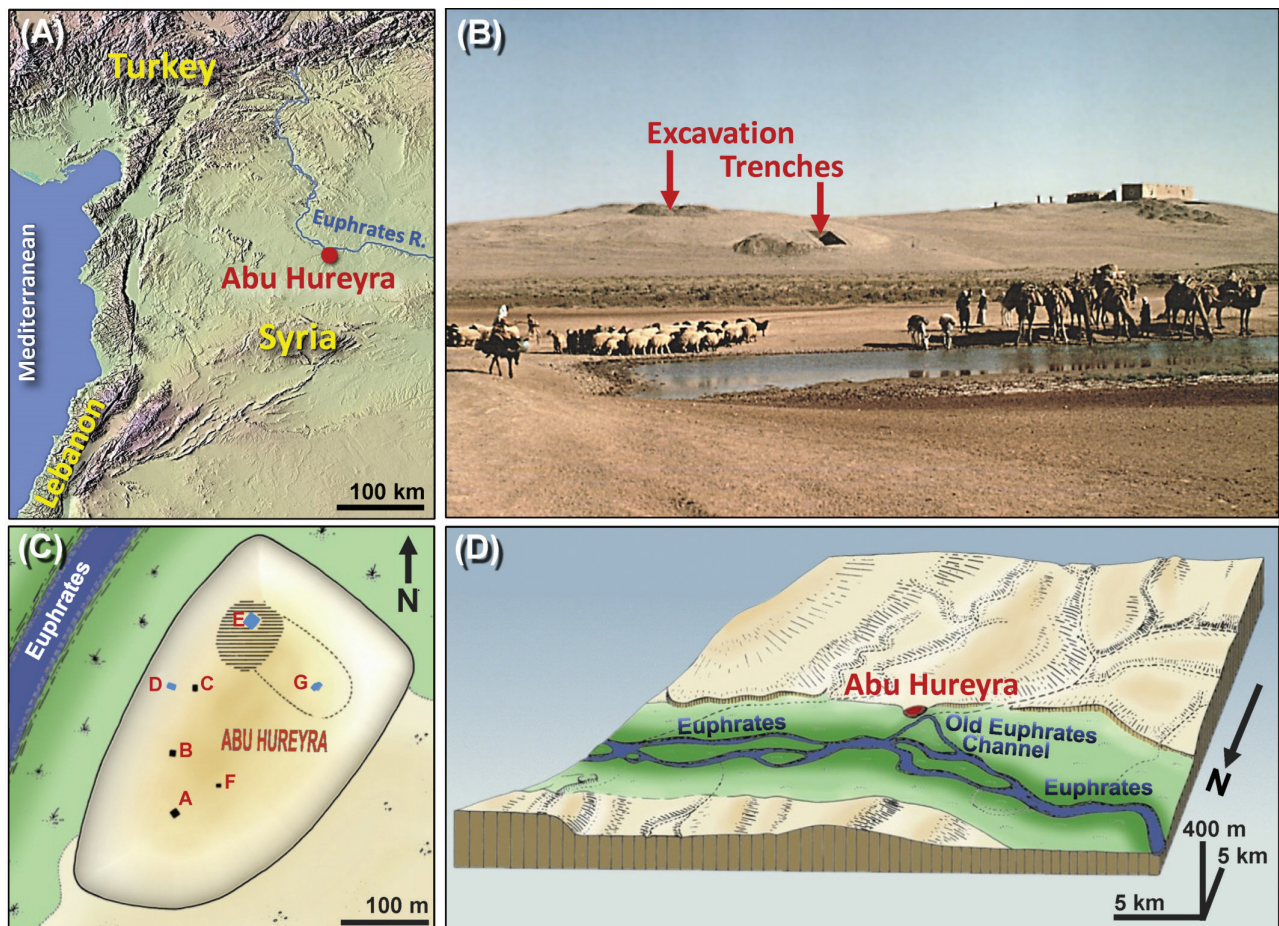 (A)
Turkey
Mediterranean
Euphrates R.
Abu Hureyra
Syria
Lebanon
100 km
(B)
Excavation
Trenches
(C)
N
Euphrates
E
D
C
G
ABU HUREYRA
B
F
A
100 m
(D)
Abu Hureyra
Euphrates
Old Euphrates
Channel
Euphrates
N
400 m
5 km
5 km